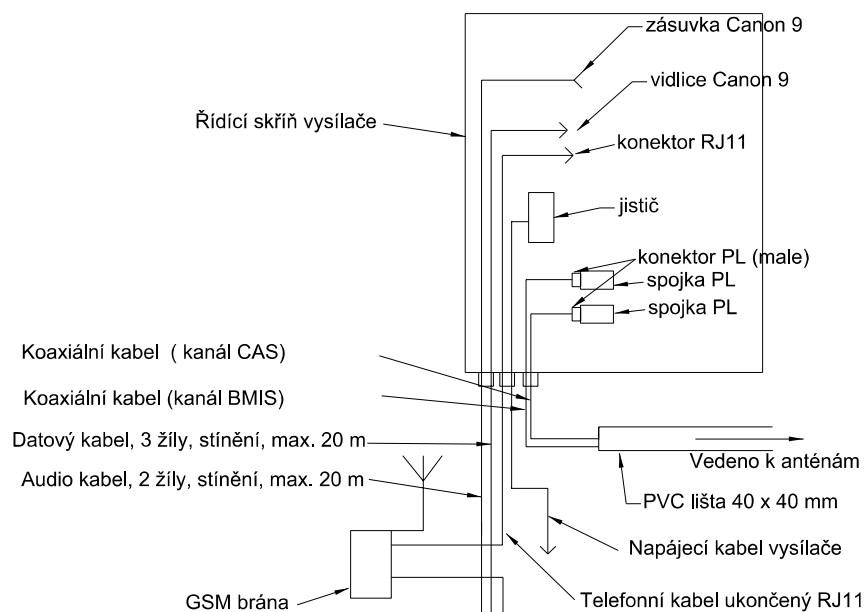 zásuvka Canon 9
vidlice Canon 9
Řídící skříň vysílače
konektor RJ11
jistič
konektor PL (male)
spojka PL
spojka PL
Koaxiální kabel ( kanál CAS)
Koaxiální kabel (kanál BMIS)
Datový kabel, 3 žíly, stínění, max. 20 m
Vedeno k anténám
Audio kabel, 2 žíly, stínění, max. 20 m
PVC lišta 40 x 40 mm
Napájecí kabel vysílače
GSM brána
Telefonní kabel ukončený RJ11